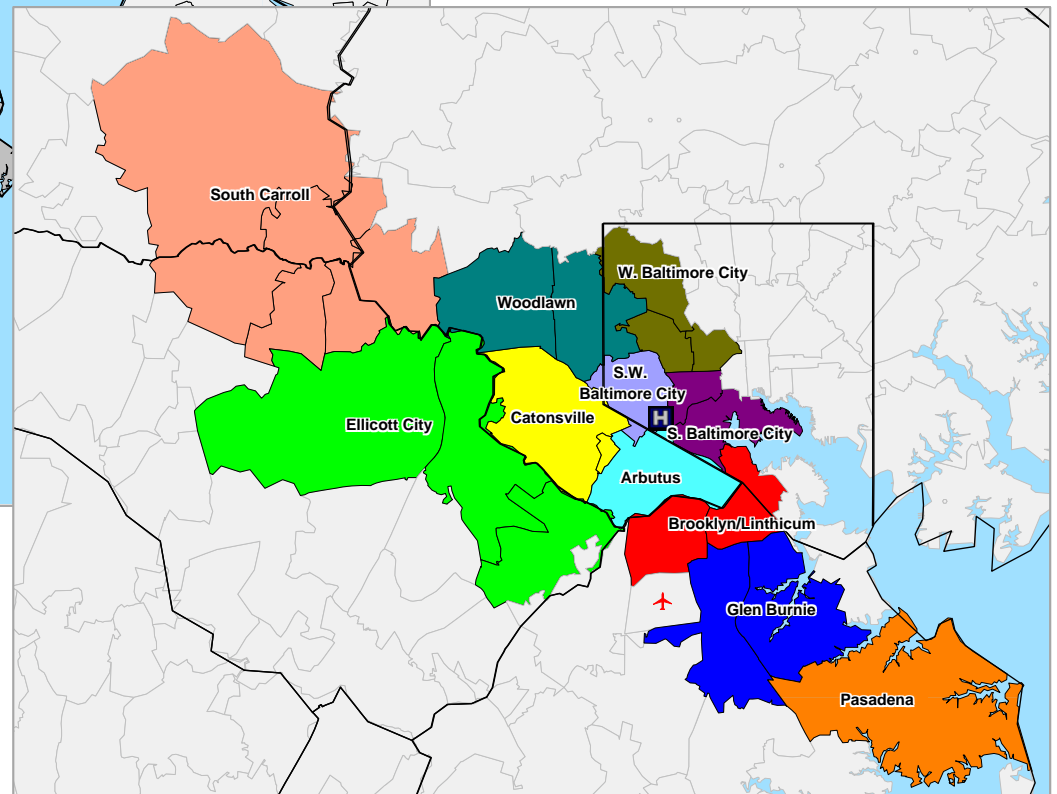 South Carroll
W. Baltimore City
Woodlawn
S.W.
Baltimore City
Catonsville
H
Ellicott City
S. Baltimore City
Arbutus
Brooklyn/Linthicum
Glen Burnie
Pasadena